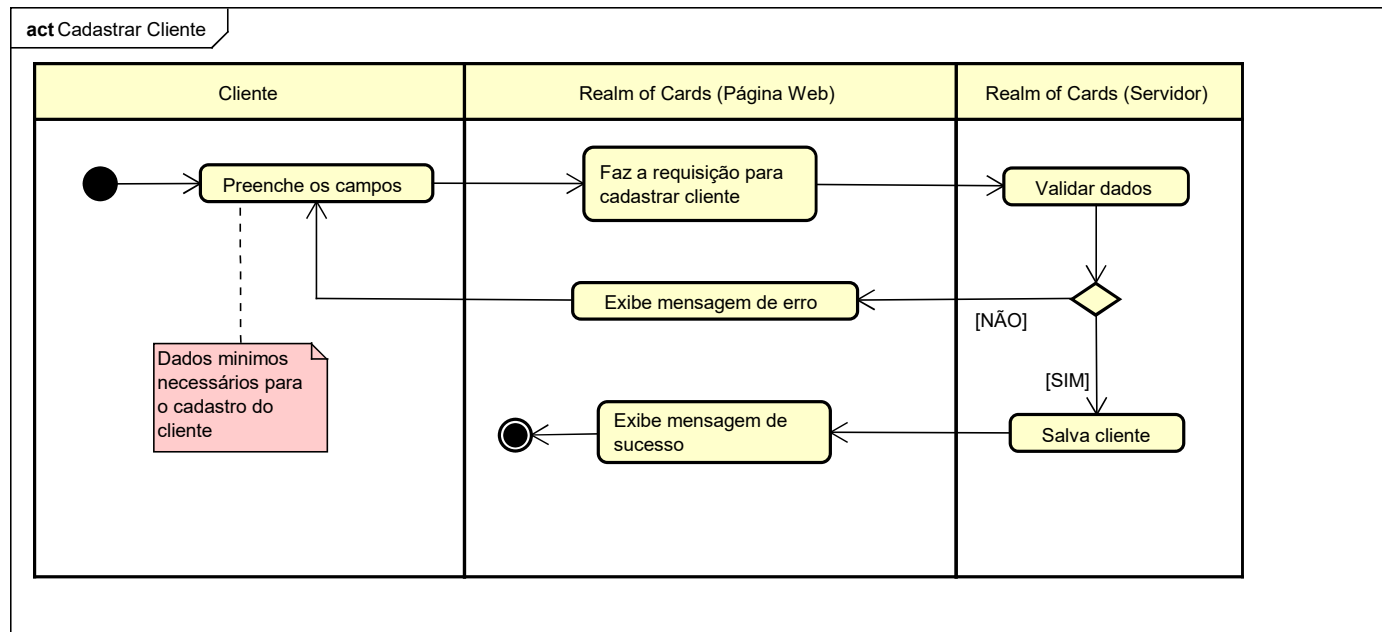 act Cadastrar Cliente
Cliente
Realm of Cards (Página Web)
Realm of Cards (Servidor)
Preenche os campos
Faz a requisição para
cadastrar cliente
Validar dados
Exibe mensagem de erro
[NÃO]
Dados minimos
necessários para
o cadastro do
cliente
[SIM]
Exibe mensagem de
sucesso
Salva cliente